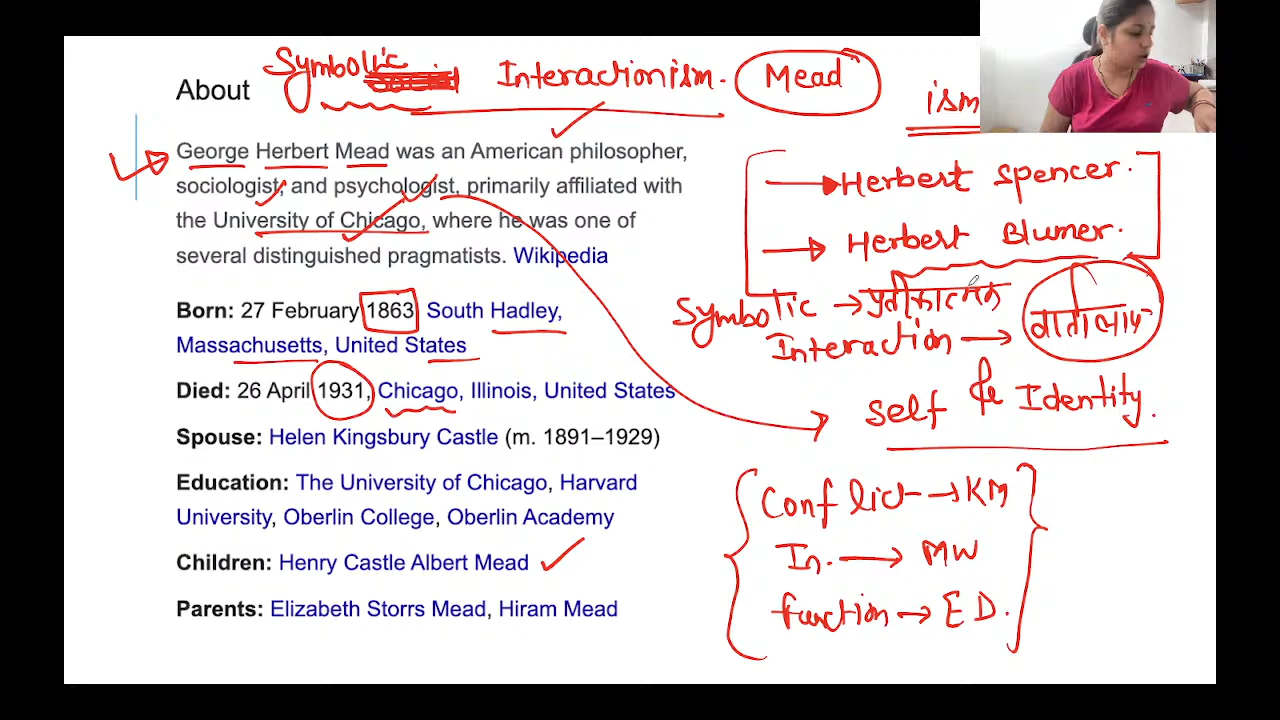 Symbolic Interactionism. Mead
ism
About
George Herbert Mead was an American philosopher,
sociologist, and psychologist, primarily affiliated with
the University of Chicago, where he was one of
several distinguished pragmatists. Wikipedia
Born: 27 February 1863, South Hadley,
Massachusetts, United States
Died: 26 April 1931, Chicago, Illinois, United States
Spouse: Helen Kingsbury Castle (m. 1891–1929)
Education: The University of Chicago, Harvard
University, Oberlin College, Oberlin Academy
Children: Henry Castle Albert Mead
Parents: Elizabeth Storrs Mead, Hiram Mead
Herbert Spencer.
Herbert Blumer.
Symbolic → प्रतीकात्मक
Interaction → वार्तालाप
Self & Identity.
Conflict → KM
In. → MW
function → ED.